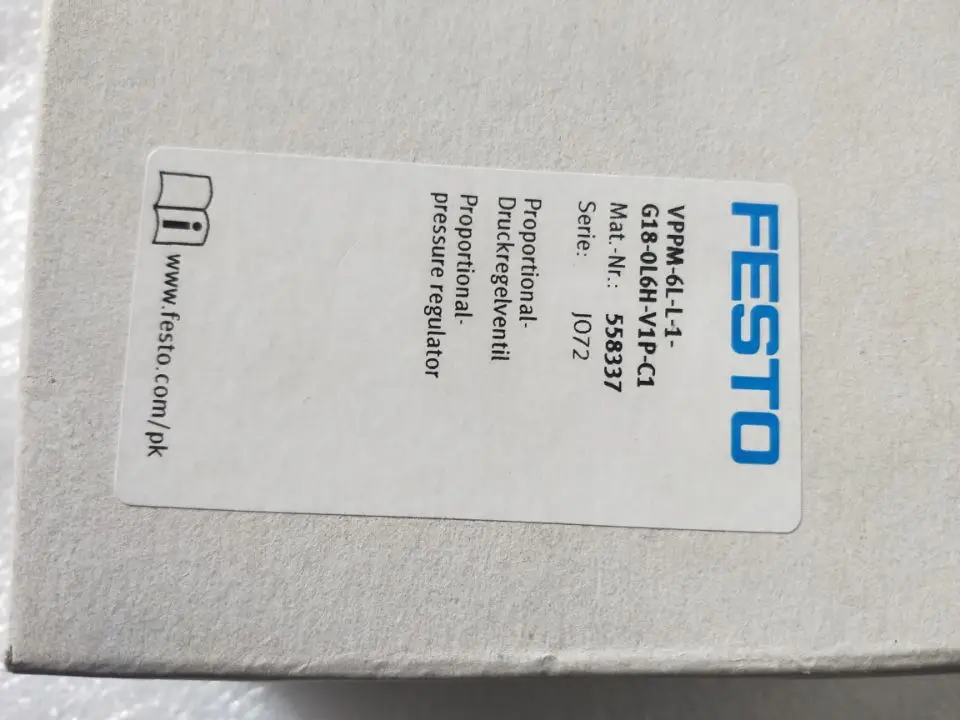 FESTO
VPPM-6L-L-1-
G18-0L6H-V1P-C1
Mat.-Nr.: 558337
Serie: J072
Proportional-
Druckregelventil
Proportional-
pressure regulator
i www.festo.com/pk